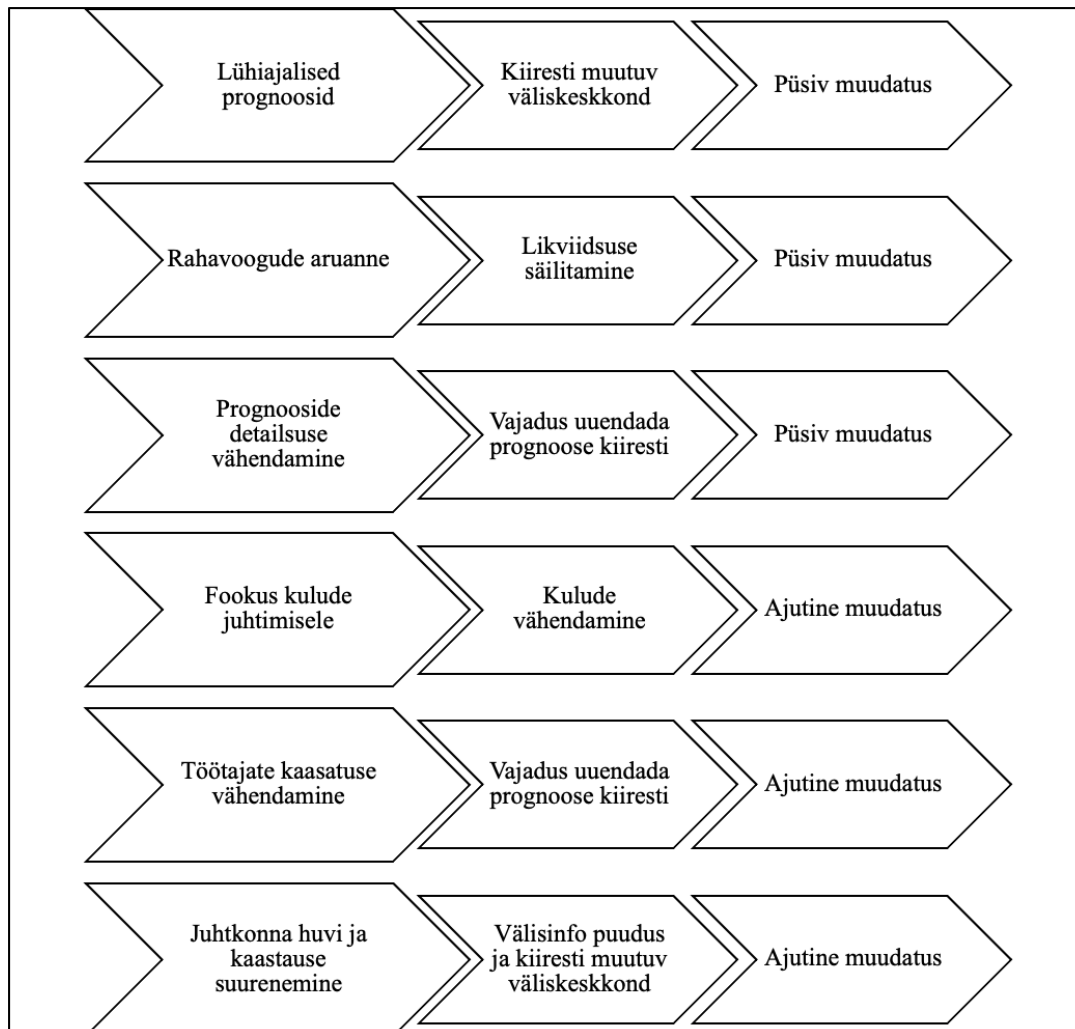 Lühiajalised
prognoosid
Kiiresti muutuv
väliskeskkond
Püsiv muudatus
Rahavoogude aruanne
Likviidsuse
säilitamine
Püsiv muudatus
Prognooside
detailsuse
vähendamine
Vajadus uuendada
prognoose kiiresti
Püsiv muudatus
Fookus kulude
juhtimisele
Kulude
vähendamine
Ajutine muudatus
Töötajate kaasatuse
vähendamine
Vajadus uuendada
prognoose kiiresti
Ajutine muudatus
Juhtkonna huvi ja
kaastause
suurenemine
Välisinfo puudus
ja kiiresti muutuv
väliskeskkond
Ajutine muudatus